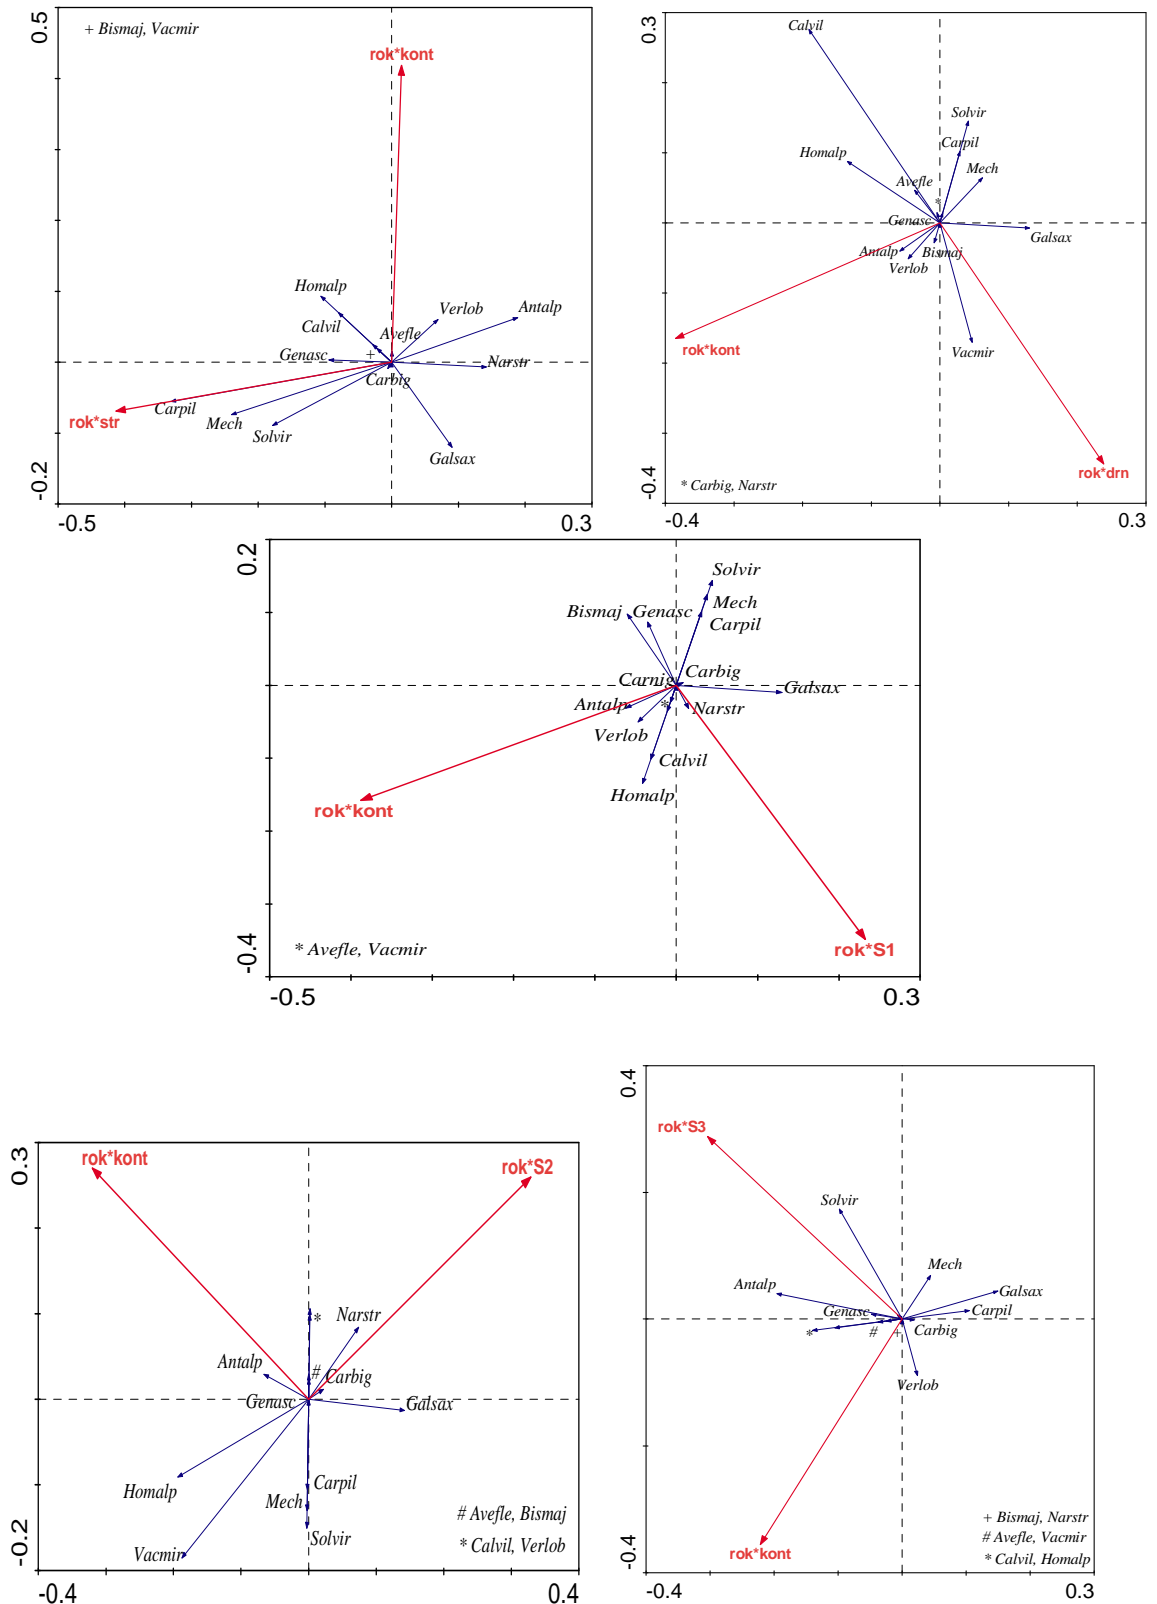 0.5
+ Bismaj, Vacmir
rok*kont
Homalp
Calvil
Verlob
Antalp
Avefle
+
Genasc
Narstr
Carbig
Carpil
rok*str
Mech
Solvir
Galsax
-0.2
-0.5
0.3
0.3
Calvil
Solvir
Carpil
Homalp
Mech
Avefle
*
Genasc
Galsax
Antalp
Bismaj
Verlob
rok*kont
Vacmir
rok*drn
* Carbig, Narstr
-0.4
-0.4
0.3
0.2
Solvir
Mech
Bismaj
Genasc
Carpil
Carbig
Carnig
Galsax
Antalp
*
Narstr
Verlob
Calvil
Homalp
rok*kont
rok*S1
* Avefle, Vacmir
-0.4
-0.5
0.3
0.3
rok*kont
rok*S2
*
Narstr
Antalp
#
Carbig
Genasc
Galsax
Homalp
Carpil
Mech
Solvir
Vacmir
# Avefle, Bismaj
* Calvil, Verlob
-0.2
-0.4
0.4
0.4
rok*S3
Solvir
Mech
Antalp
Galsax
Genasc
Carpil
*
#
+
Carbig
Verlob
rok*kont
+ Bismaj, Narstr
# Avefle, Vacmir
* Calvil, Homalp
-0.4
-0.4
0.3